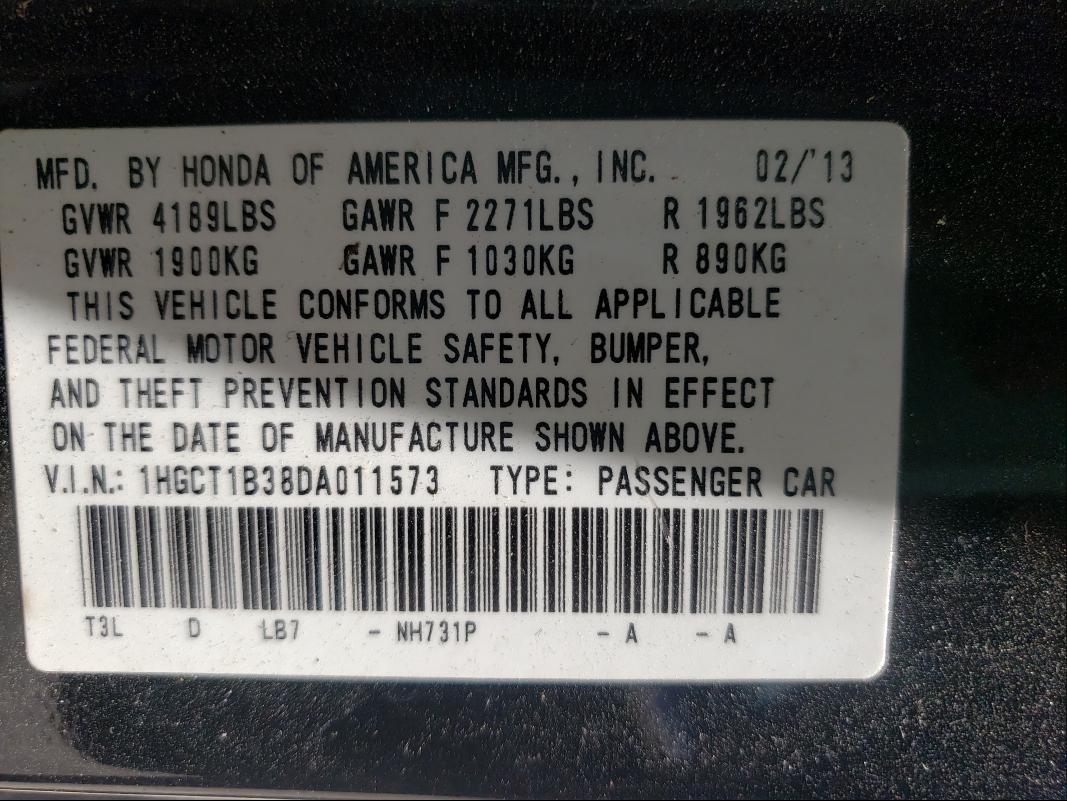 MFD. BY HONDA OF AMERICA MFG., INC. 02/'13
GVWR 4189LBS GAWR F 2271LBS R 1962LBS
GVWR 1900KG GAWR F 1030KG R 890KG
THIS VEHICLE CONFORMS TO ALL APPLICABLE
FEDERAL MOTOR VEHICLE SAFETY, BUMPER,
AND THEFT PREVENTION STANDARDS IN EFFECT
ON THE DATE OF MANUFACTURE SHOWN ABOVE.
V.I.N.: 1HGCT1B38DA011573 TYPE: PASSENGER CAR
T3L D LB7 - NH731P - A - A